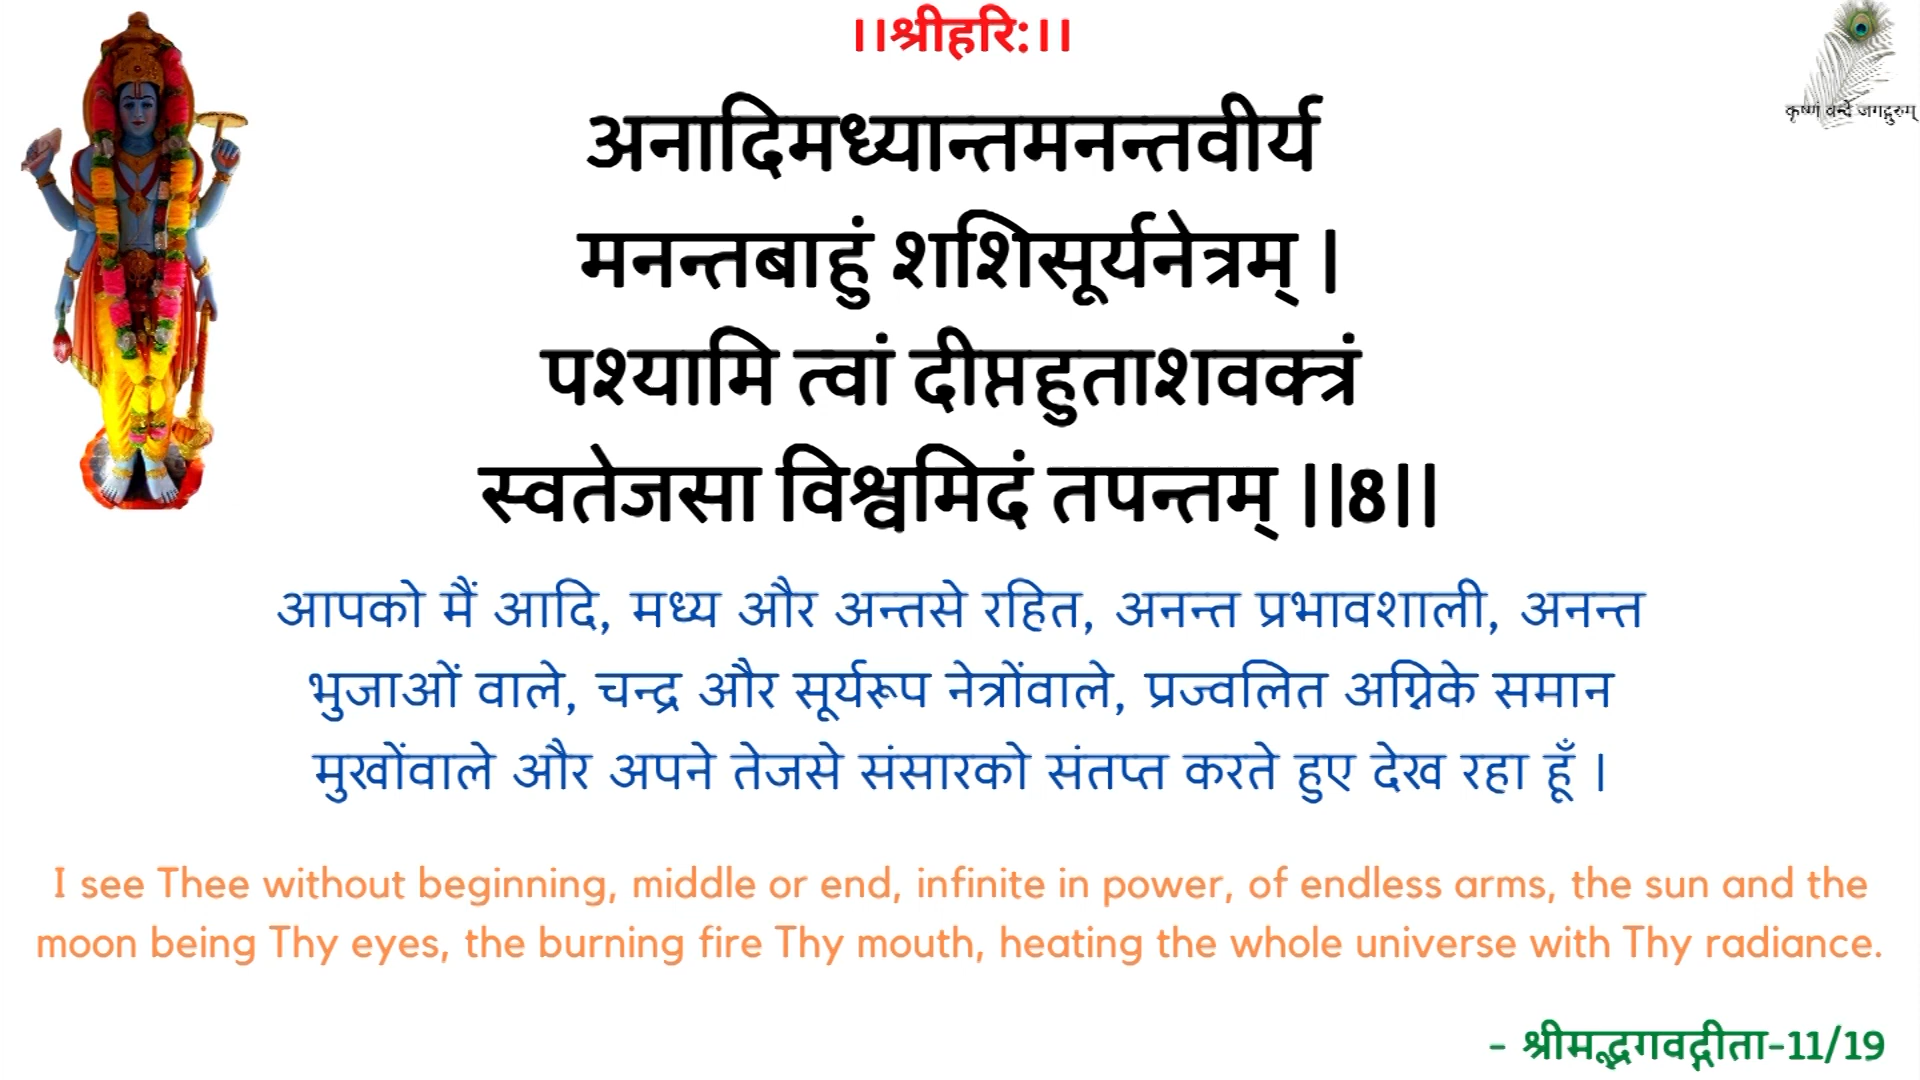 ।।श्रीहरि:।।
कृष्णं वन्दे जगद्गुरुम्
अनादिमध्यान्तमनन्तवीर्य
मनन्तबाहुं शशिसूर्यनेत्रम् |
पश्यामि त्वां दीप्तहुताशवक्त्रं
स्वतेजसा विश्वमिदं तपन्तम् ||8||
आपको मैं आदि, मध्य और अन्तसे रहित, अनन्त प्रभावशाली, अनन्त
भुजाओं वाले, चन्द्र और सूर्यरूप नेत्रोंवाले, प्रज्वलित अग्निके समान
मुखोंवाले और अपने तेजसे संसारको संतप्त करते हुए देख रहा हूँ ।
I see Thee without beginning, middle or end, infinite in power, of endless arms, the sun and the
moon being Thy eyes, the burning fire Thy mouth, heating the whole universe with Thy radiance.
- श्रीमद्भगवद्गीता-11/19